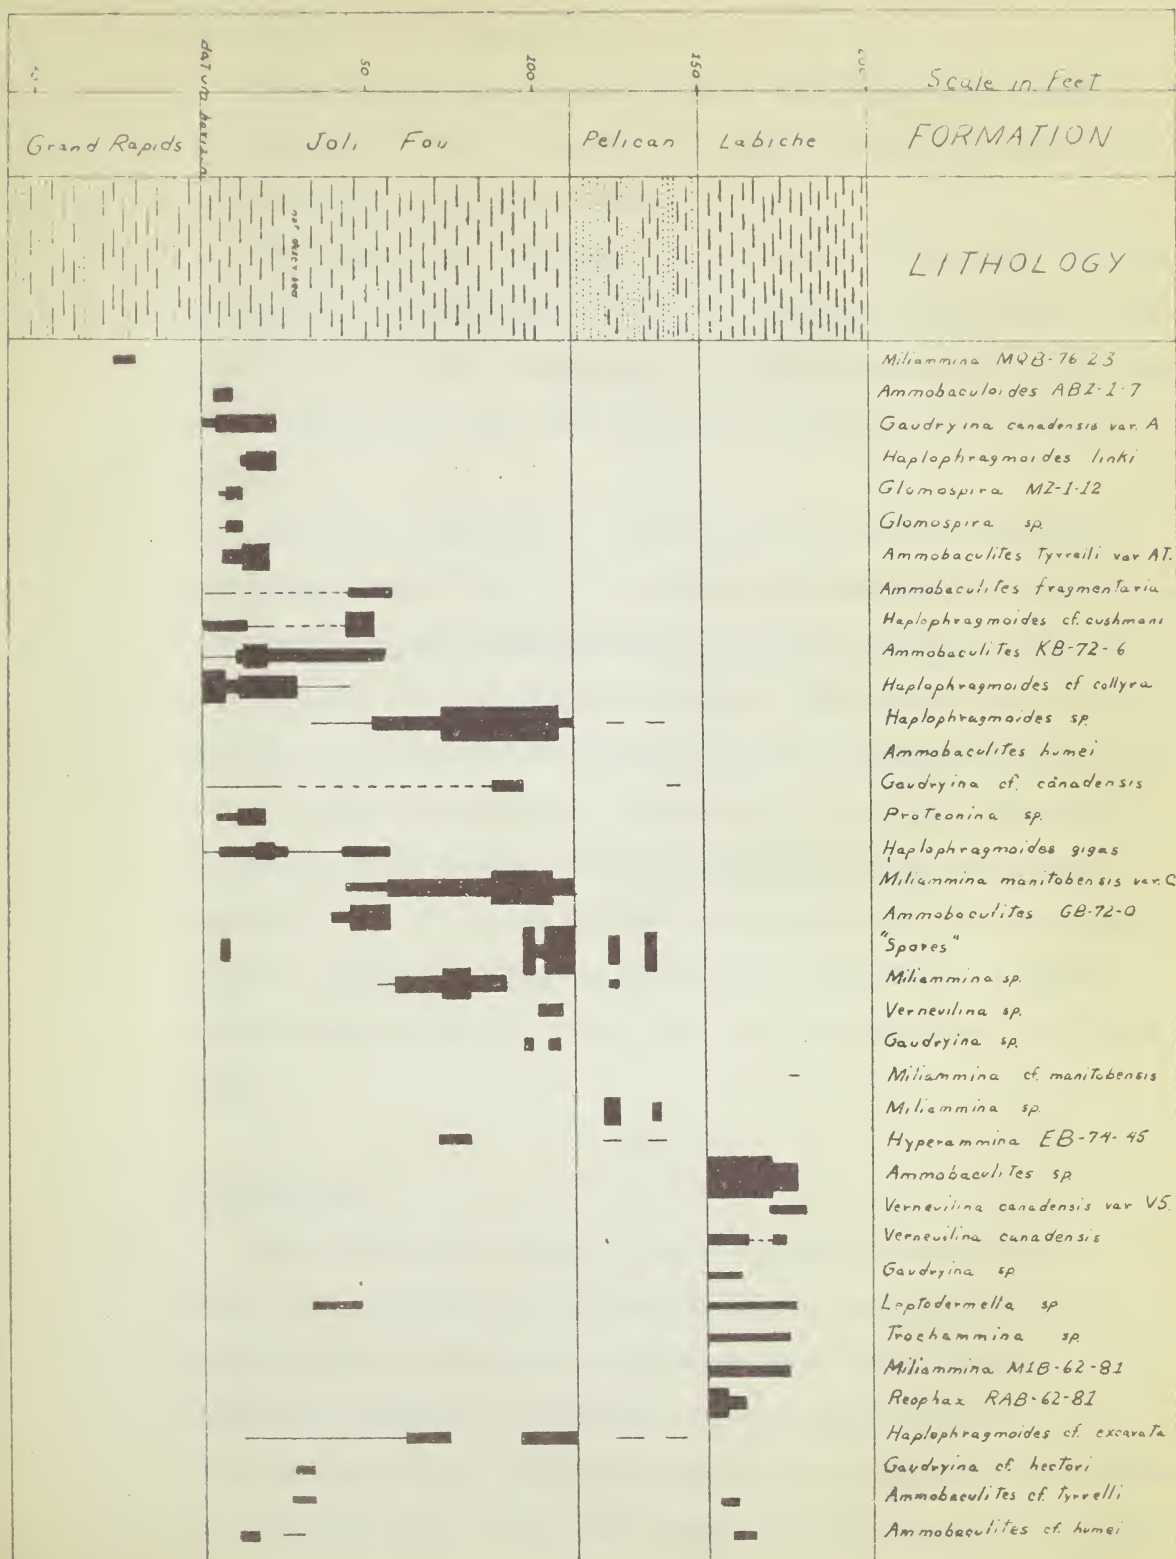 50
100
150
Scale in Feet
datum horizon
Grand Rapids
Joli Fou
Pelican
Labiche
FORMATION
LITHOLOGY
Miliammina MQB-76 23
Ammobaculoides ABZ-1-7
Gaudryina canadensis var. A
Haplophragmoides linki
Glomospira MZ-1-12
Glomospira sp.
Ammobaculites Tyrrelli var AT.
Ammobaculites fragmentaria
Haplophragmoides cf. cushmani
Ammobaculites KB-72-6
Haplophragmoides cf collyra
Haplophragmoides sp.
Ammobaculites humei
Gaudryina cf. canadensis
Proteonina sp.
Haplophragmoides gigas
Miliammina manitobensis var. C
Ammobaculites GB-72-0
"Spores"
Miliammina sp.
Verneuilina sp.
Gaudryina sp.
Miliammina cf. manitobensis
Miliammina sp.
Hyperammina EB-74-45
Ammobaculites sp.
Verneuilina canadensis var V5.
Verneuilina canadensis
Gaudryina sp.
Leptodermella sp
Trochammina sp.
Miliammina M1B-62-81
Reophax RAB-62-81
Haplophragmoides cf. excavata
Gaudryina cf. hectori
Ammobaculites cf. tyrrelli
Ammobaculites cf. humei